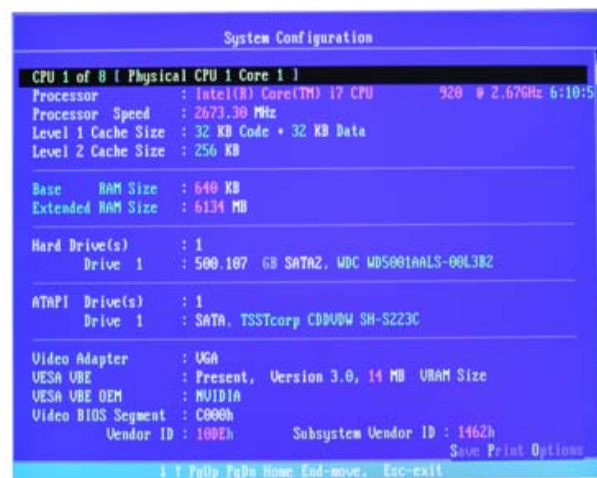 System Configuration
CPU 1 of 8 [ Physical CPU 1 Core 1 ]
Processor : Intel(R) Core(TM) i7 CPU 920 @ 2.67GHz 6:10:5
Processor Speed : 2673.30 MHz
Level 1 Cache Size : 32 KB Code + 32 KB Data
Level 2 Cache Size : 256 KB
Base RAM Size : 640 KB
Extended RAM Size : 6134 MB
Hard Drive(s) : 1
Drive 1 : 500.107 GB SATA2, WDC WD5001AALS-00L3B2
ATAPI Drive(s) : 1
Drive 1 : SATA, TSSTcorp CDDVDW SH-S223C
Video Adapter : VGA
VESA VBE : Present, Version 3.0, 14 MB VRAM Size
VESA VBE OEM : NVIDIA
Video BIOS Segment : C000h
Vendor ID : 10DEh Subsystem Vendor ID : 1462h
Save Print Options
↓ ↑ PgUp PgDn Home End-move, Esc-exit